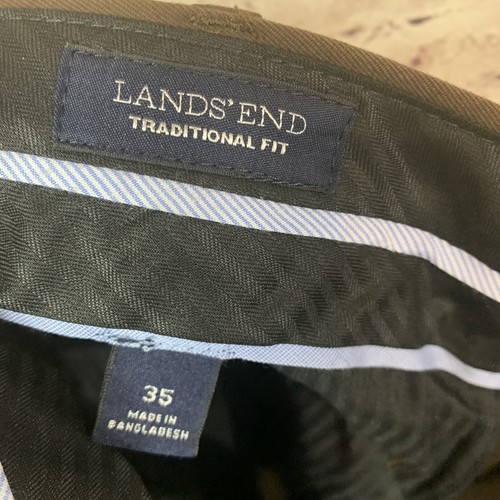 LANDS' END
TRADITIONAL FIT
35
MADE IN
BANGLADESH